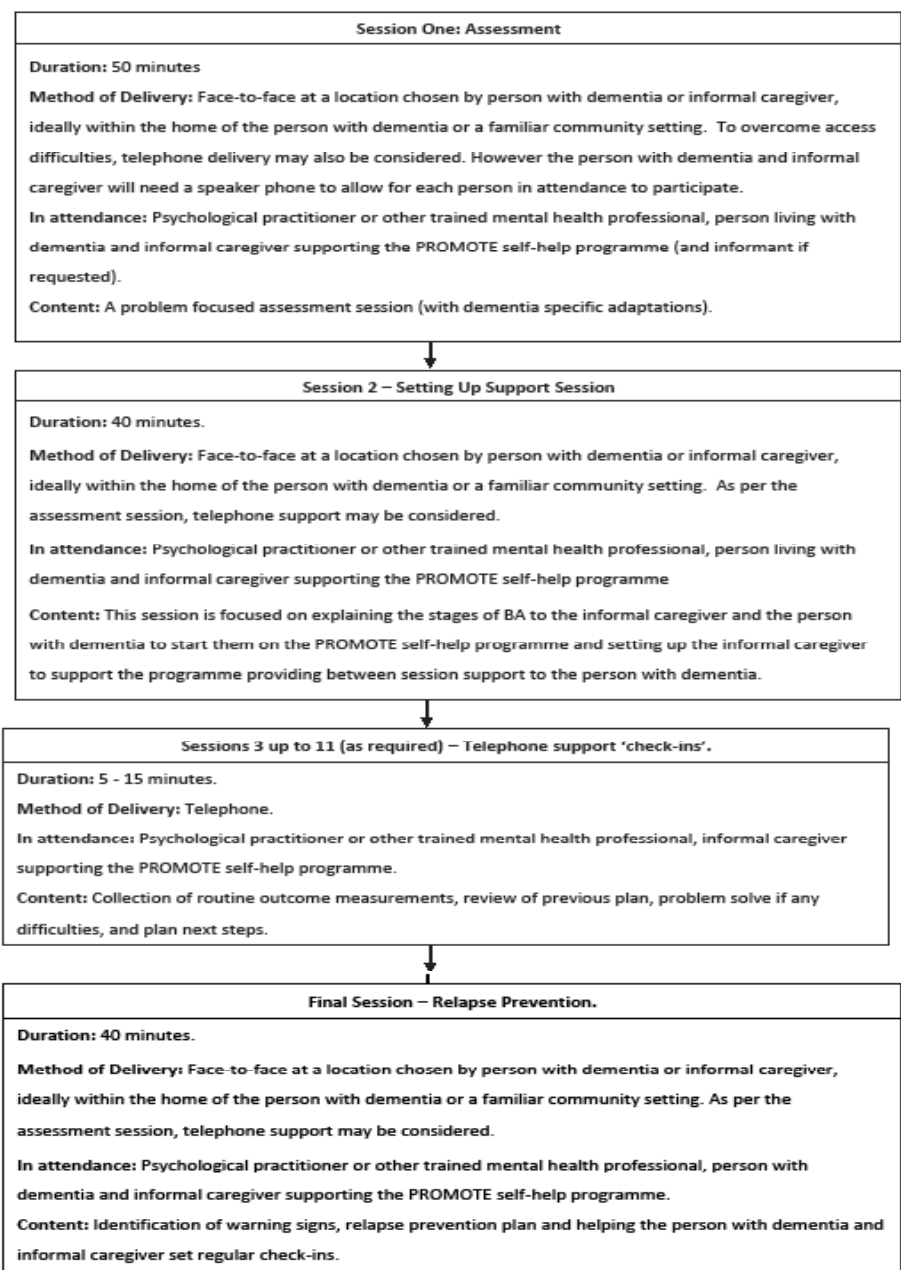 Session One: Assessment
Duration: 50 minutes
Method of Delivery: Face-to-face at a location chosen by person with dementia or informal caregiver,
ideally within the home of the person with dementia or a familiar community setting. To overcome access
difficulties, telephone delivery may also be considered. However the person with dementia and informal
caregiver will need a speaker phone to allow for each person in attendance to participate.
In attendance: Psychological practitioner or other trained mental health professional, person living with
dementia and informal caregiver supporting the PROMOTE self-help programme (and informant if
requested).
Content: A problem focused assessment session (with dementia specific adaptations).
Session 2 – Setting Up Support Session
Duration: 40 minutes.
Method of Delivery: Face-to-face at a location chosen by person with dementia or informal caregiver,
ideally within the home of the person with dementia or a familiar community setting. As per the
assessment session, telephone support may be considered.
In attendance: Psychological practitioner or other trained mental health professional, person living with
dementia and informal caregiver supporting the PROMOTE self-help programme
Content: This session is focused on explaining the stages of BA to the informal caregiver and the person
with dementia to start them on the PROMOTE self-help programme and setting up the informal caregiver
to support the programme providing between session support to the person with dementia.
Sessions 3 up to 11 (as required) – Telephone support 'check-ins'.
Duration: 5 - 15 minutes.
Method of Delivery: Telephone.
In attendance: Psychological practitioner or other trained mental health professional, informal caregiver
supporting the PROMOTE self-help programme.
Content: Collection of routine outcome measurements, review of previous plan, problem solve if any
difficulties, and plan next steps.
Final Session – Relapse Prevention.
Duration: 40 minutes.
Method of Delivery: Face-to-face at a location chosen by person with dementia or informal caregiver,
ideally within the home of the person with dementia or a familiar community setting. As per the
assessment session, telephone support may be considered.
In attendance: Psychological practitioner or other trained mental health professional, person with
dementia and informal caregiver supporting the PROMOTE self-help programme.
Content: Identification of warning signs, relapse prevention plan and helping the person with dementia and
informal caregiver set regular check-ins.